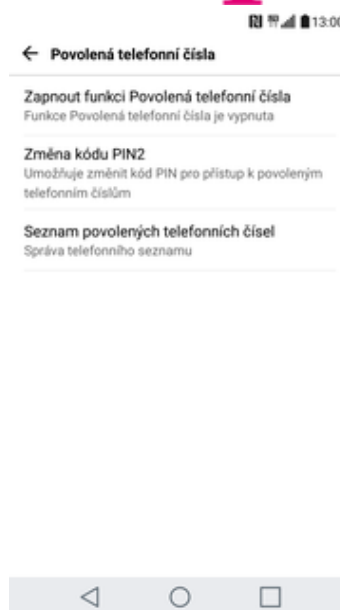 13:00
Povolená telefonní čísla
Zapnout funkci Povolená telefonní čísla
Funkce Povolená telefonní čísla je vypnuta
Změna kódu PIN2
Umožňuje změnit kód PIN pro přístup k povoleným
telefonním číslům
Seznam povolených telefonních čísel
Správa telefonního seznamu